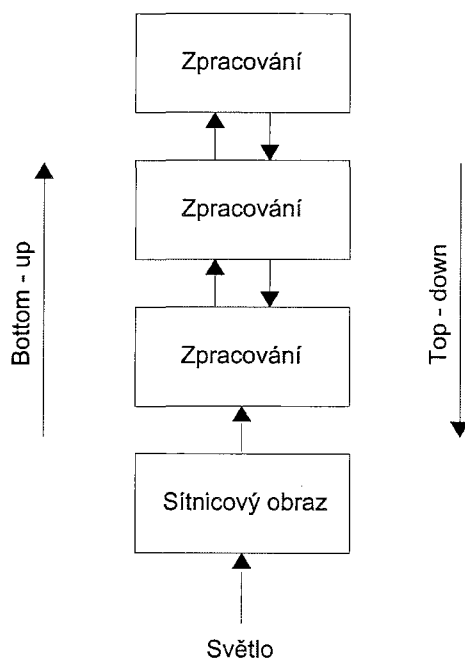 Zpracování
Zpracování
Bottom - up
Top - down
Zpracování
Sítnicový obraz
Světlo